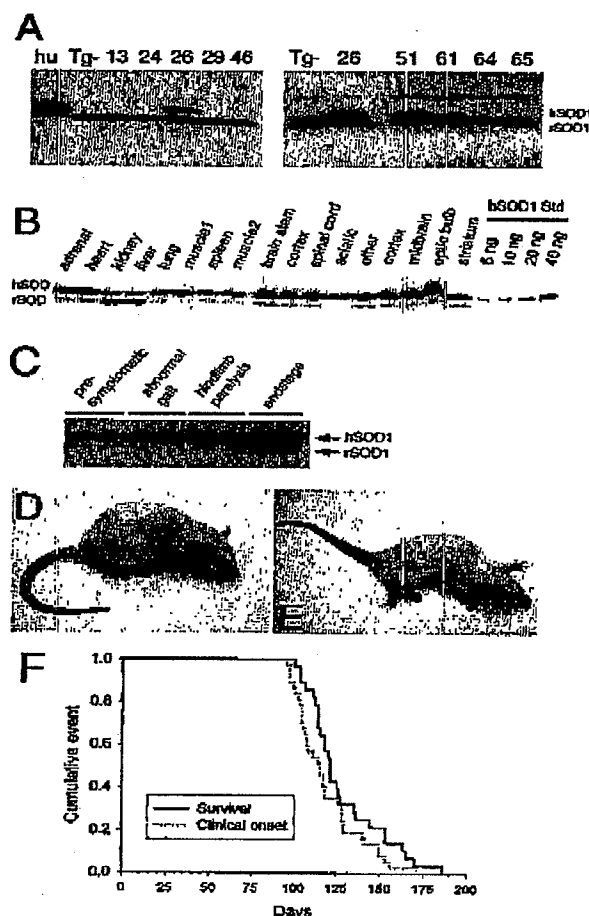 A
hu Tg- 13 24 26 29 46
Tg- 26 51 61 64 65
hSOD1
rSOD1
B
adrenal
heart
kidney
liver
lung
muscle1
spleen
muscle2
brain stem
cortex
spinal cord
sciatic
other
cortex
midbrain
optic bulb
striatum
hSOD1 Std
5 ng
10 ng
20 ng
40 ng
hSOD
rSOD
C
pre-
symptomatic
abnormal
gait
hindlimb
paralysis
endstage
hSOD1
rSOD1
D
E
F
Cumulative event
1.0
0.8
0.6
0.4
0.2
0.0
Survival
Clinical onset
0 25 50 75 100 125 150 175 200
Days